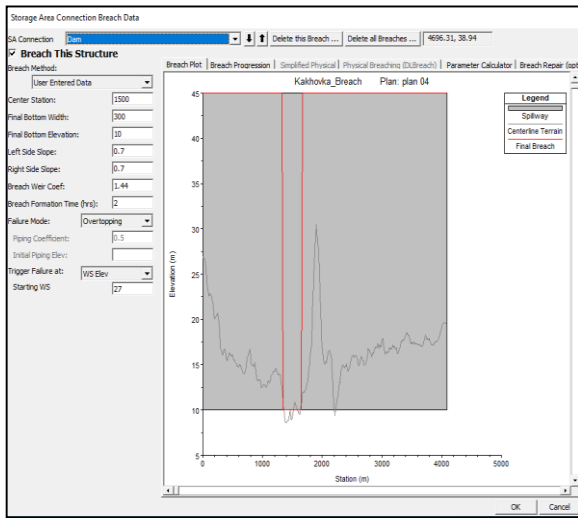 Storage Area Connection Breach Data
SA Connection Dam Delete this Breach ... Delete all Breaches ... 4696.31, 38.94
Breach This Structure
Breach Method:
User Entered Data
Center Station: 1500
Final Bottom Width: 300
Final Bottom Elevation: 10
Left Side Slope: 0.7
Right Side Slope: 0.7
Breach Weir Coef: 1.44
Breach Formation Time (hrs): 2
Failure Mode: Overtopping
Piping Coefficient: 0.5
Initial Piping Elev:
Trigger Failure at: WS Elev
Starting WS 27
Breach Plot Breach Progression Simplified Physical Physical Breaching (DLBreach) Parameter Calculator Breach Repair (opt
Kakhovka_Breach Plan: plan 04
Legend
Spillway
Centerline Terrain
Final Breach
Elevation (m)
45
40
35
30
25
20
15
10
5
0 1000 2000 3000 4000 5000
Station (m)
OK Cancel